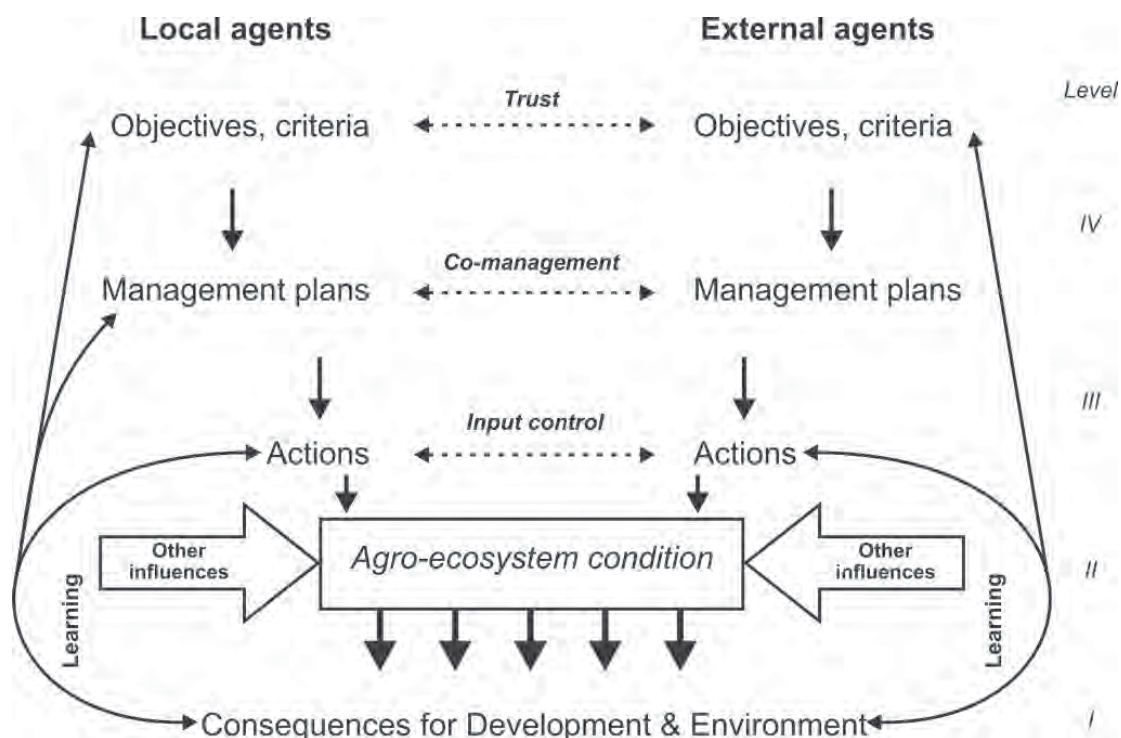 Local agents
External agents
Level
Trust
Objectives, criteria
Objectives, criteria
IV
Co-management
Management plans
Management plans
III
Input control
Actions
Actions
Other
influences
Agro-ecosystem condition
Other
influences
II
Learning
Learning
Consequences for Development & Environment
I